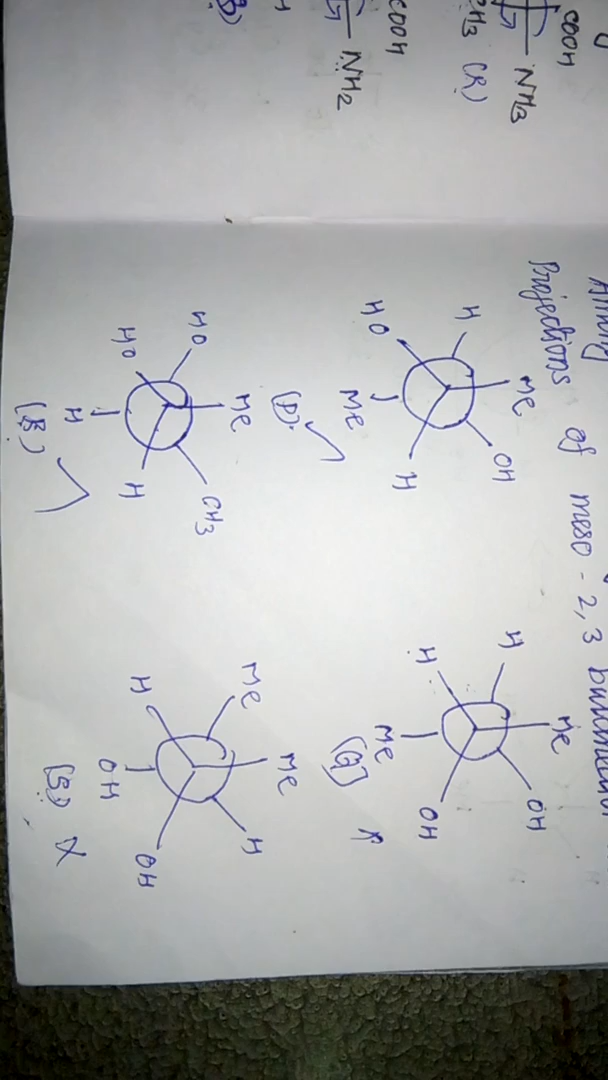 COOH
NH3
CH3 (R)
COOH
NH2
H
Projections of meso - 2,3
Me
H OH
HO H
Me
(P)
Me
H OH
H OH
Me
(Q)
Me
HO CH3
HO H
H
Me
Me H
H OH
OH
(S)